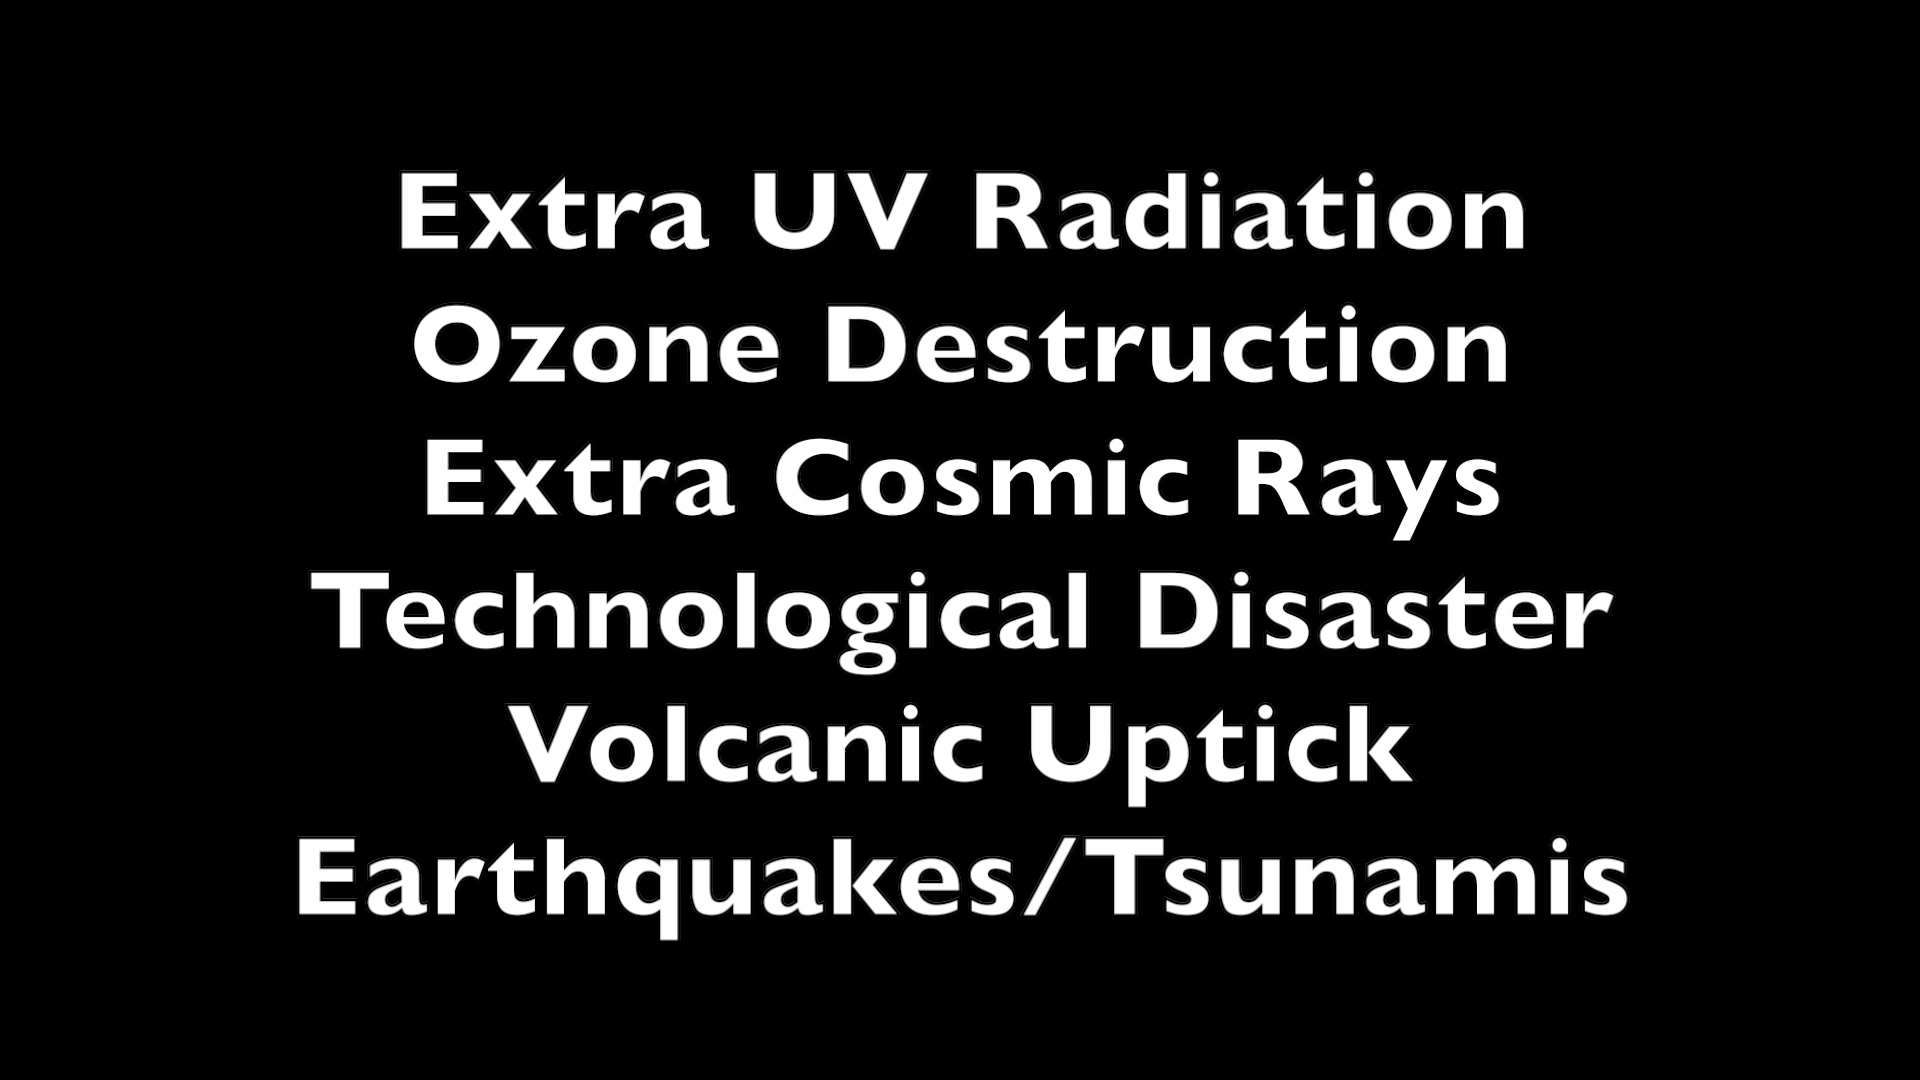 Extra UV Radiation
Ozone Destruction
Extra Cosmic Rays
Technological Disaster
Volcanic Uptick
Earthquakes/Tsunamis